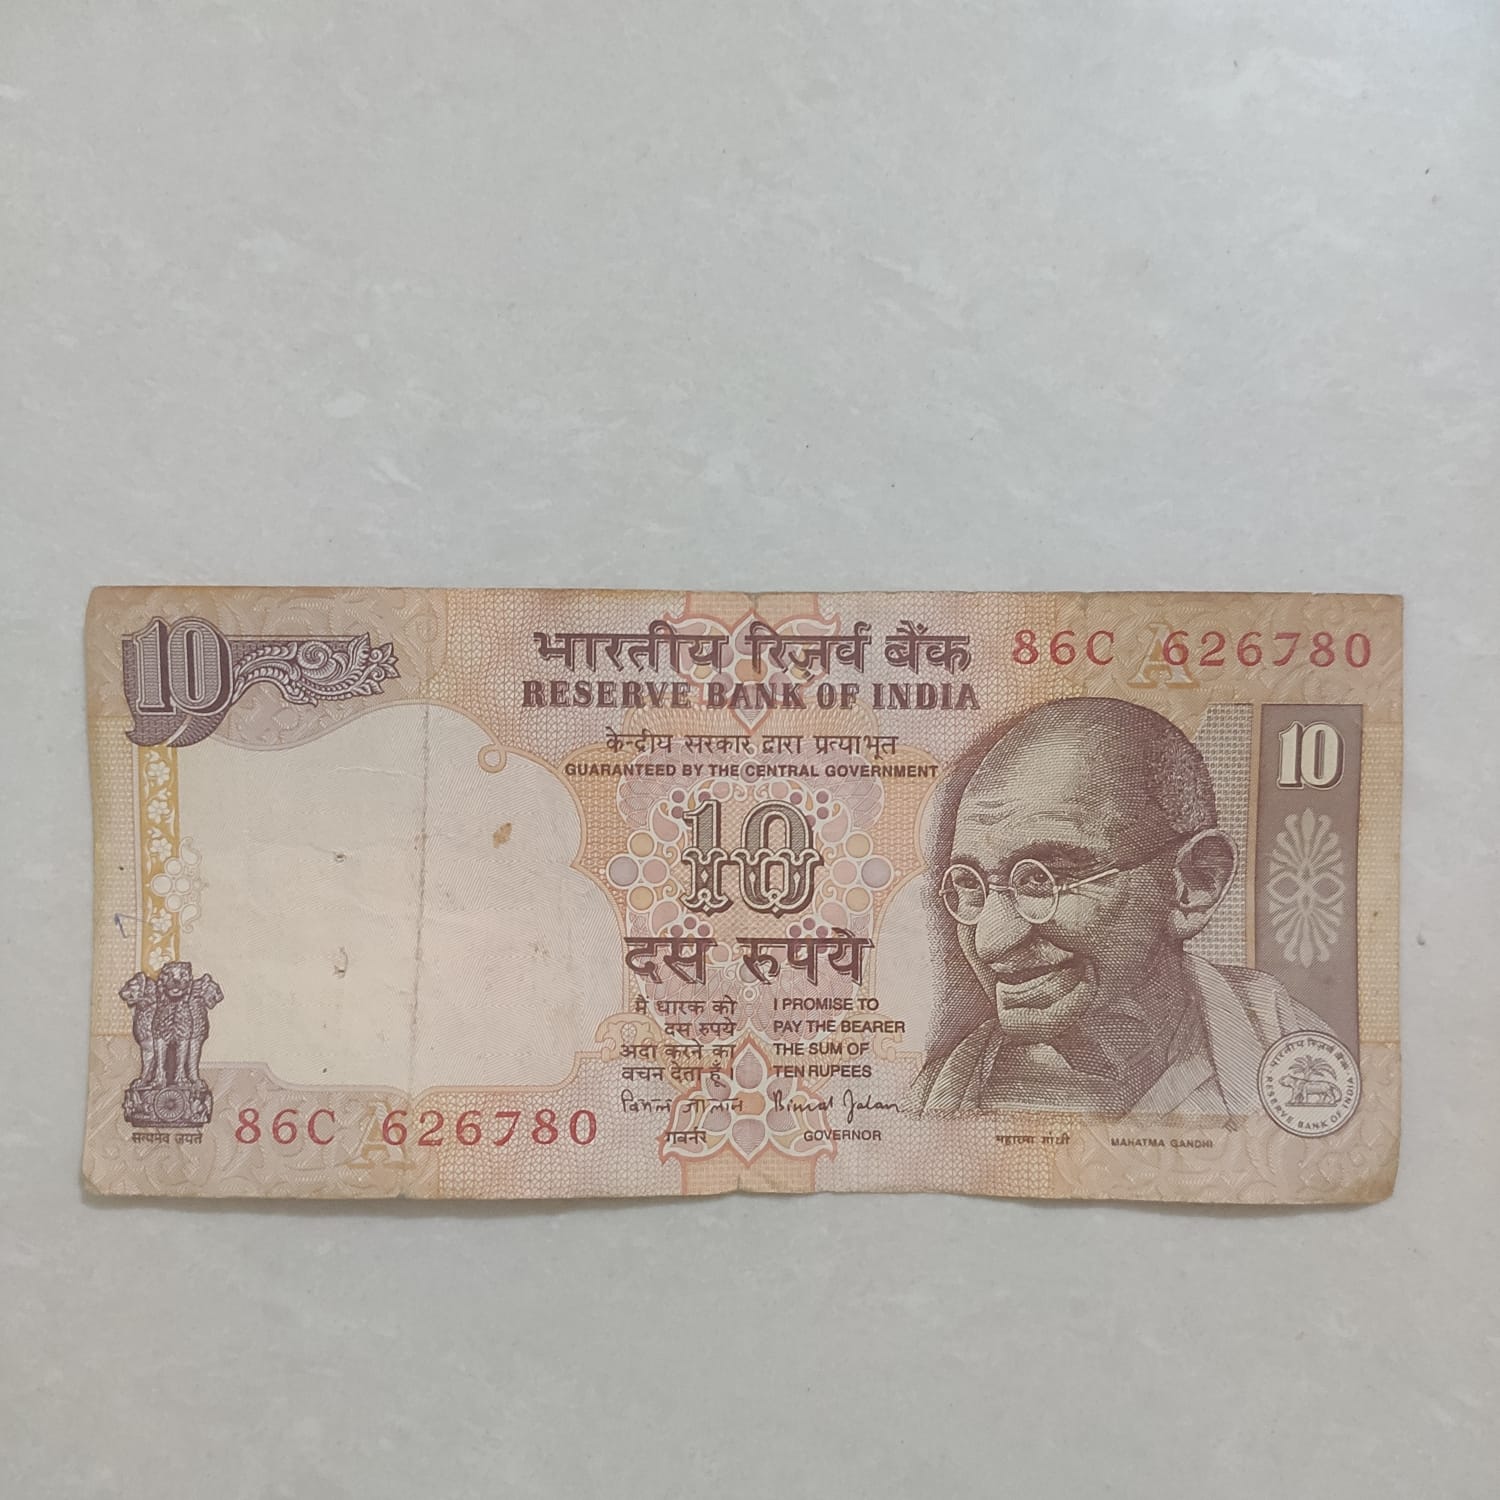 10
भारतीय रिज़र्व बैंक
RESERVE BANK OF INDIA
86C 626780
A
केन्द्रीय सरकार द्वारा प्रत्याभूत
GUARANTEED BY THE CENTRAL GOVERNMENT
10
10
दस रुपये
मैं धारक को
दस रुपये
अदा करने का
वचन देता हूँ।
I PROMISE TO
PAY THE BEARER
THE SUM OF
TEN RUPEES
बिमल जालान
Bimal Jalan
गवर्नर
GOVERNOR
सत्यमेव जयते
86C 626780
A
महात्मा गांधी
MAHATMA GANDHI
भारतीय रिज़र्व बैंक
RESERVE BANK OF INDIA